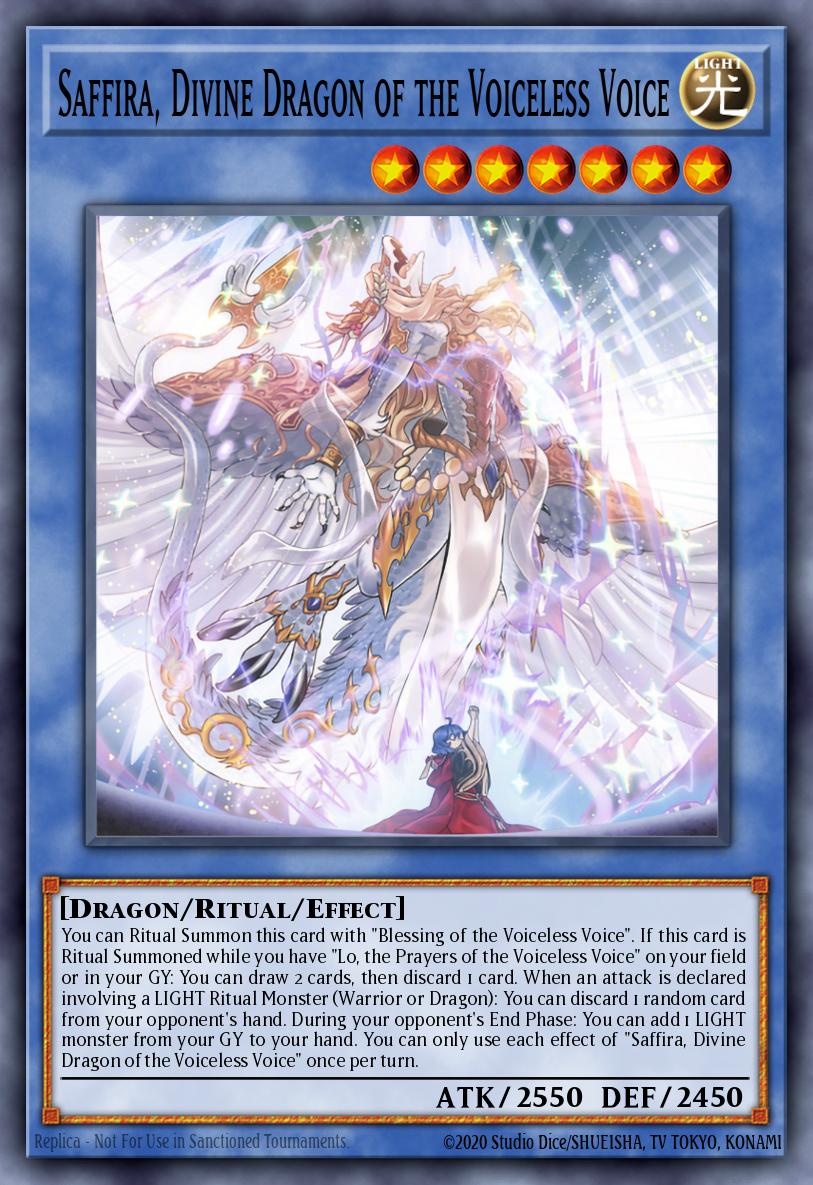 Saffira, Divine Dragon of the Voiceless Voice
LIGHT
光
[Dragon/Ritual/Effect]
You can Ritual Summon this card with "Blessing of the Voiceless Voice". If this card is
Ritual Summoned while you have "Lo, the Prayers of the Voiceless Voice" on your field
or in your GY: You can draw 2 cards, then discard 1 card. When an attack is declared
involving a LIGHT Ritual Monster (Warrior or Dragon): You can discard 1 random card
from your opponent's hand. During your opponent's End Phase: You can add 1 LIGHT
monster from your GY to your hand. You can only use each effect of "Saffira, Divine
Dragon of the Voiceless Voice" once per turn.
ATK/2550 DEF/2450
Replica - Not For Use in Sanctioned Tournaments.
©2020 Studio Dice/SHUEISHA, TV TOKYO, KONAMI